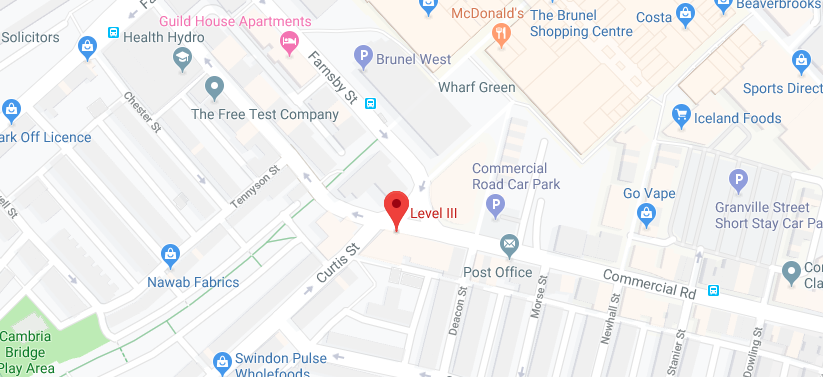 Guild House Apartments
McDonald's
The Brunel
Shopping Centre
Costa
Beaverbrooks
Solicitors
Health Hydro
Farnsby St
Brunel West
Wharf Green
Sports Direct
Chester St
The Free Test Company
ark Off Licence
Iceland Foods
Tennyson St
Commercial
Road Car Park
Go Vape
Granville Street
Short Stay Car Pa
Level III
Curtis St
Nawab Fabrics
Post Office
Commercial Rd
Deacon St
Morse St
Newhall St
Stanier St
Dowling St
Cambria
Bridge
Play Area
Swindon Pulse
Wholefoods